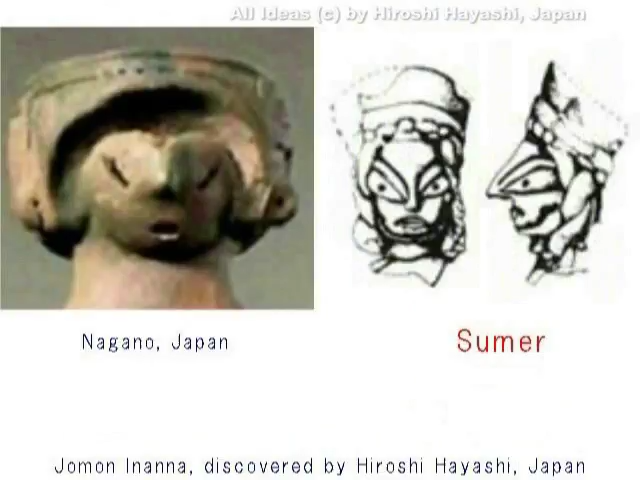 All Ideas (c) by Hiroshi Hayashi, Japan
Nagano, Japan
Sumer
Jomon Inanna, discovered by Hiroshi Hayashi, Japan